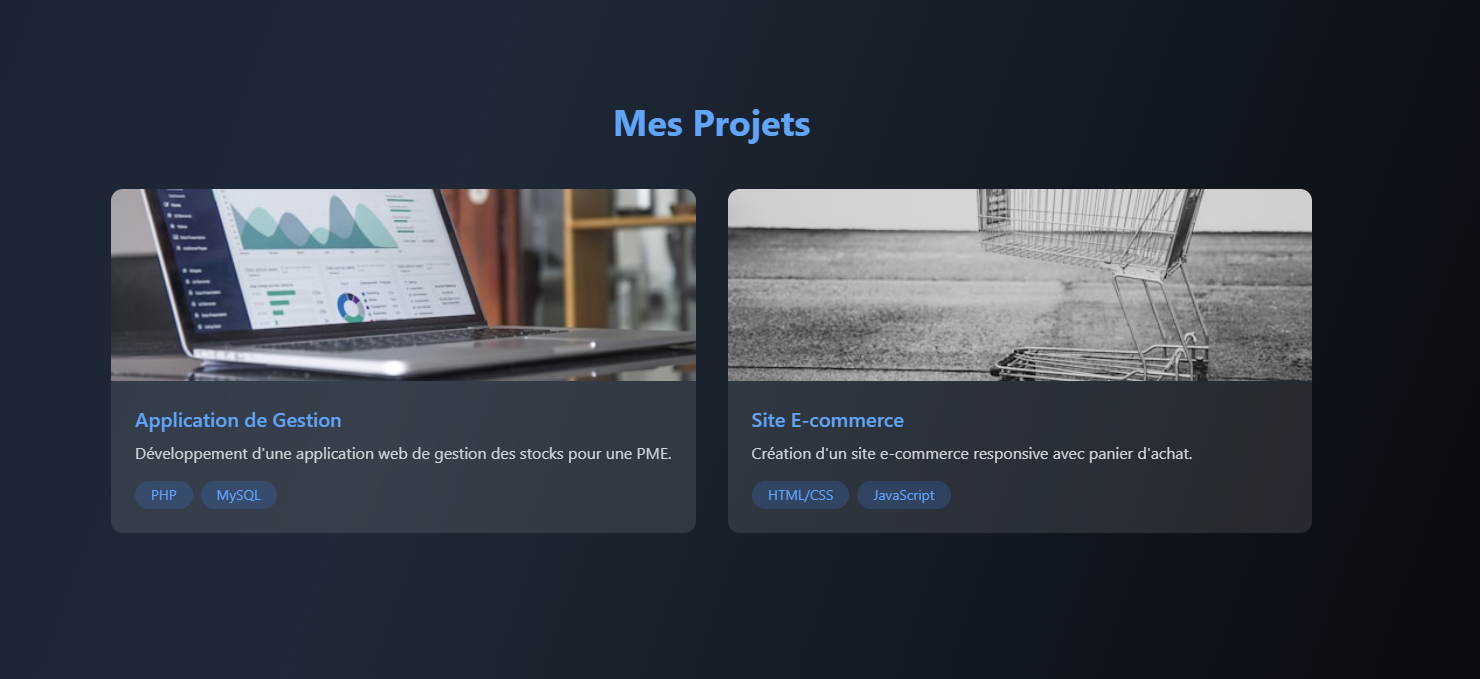 Mes Projets
Application de Gestion
Développement d'une application web de gestion des stocks pour une PME.
PHP
MySQL
Site E-commerce
Création d'un site e-commerce responsive avec panier d'achat.
HTML/CSS
JavaScript